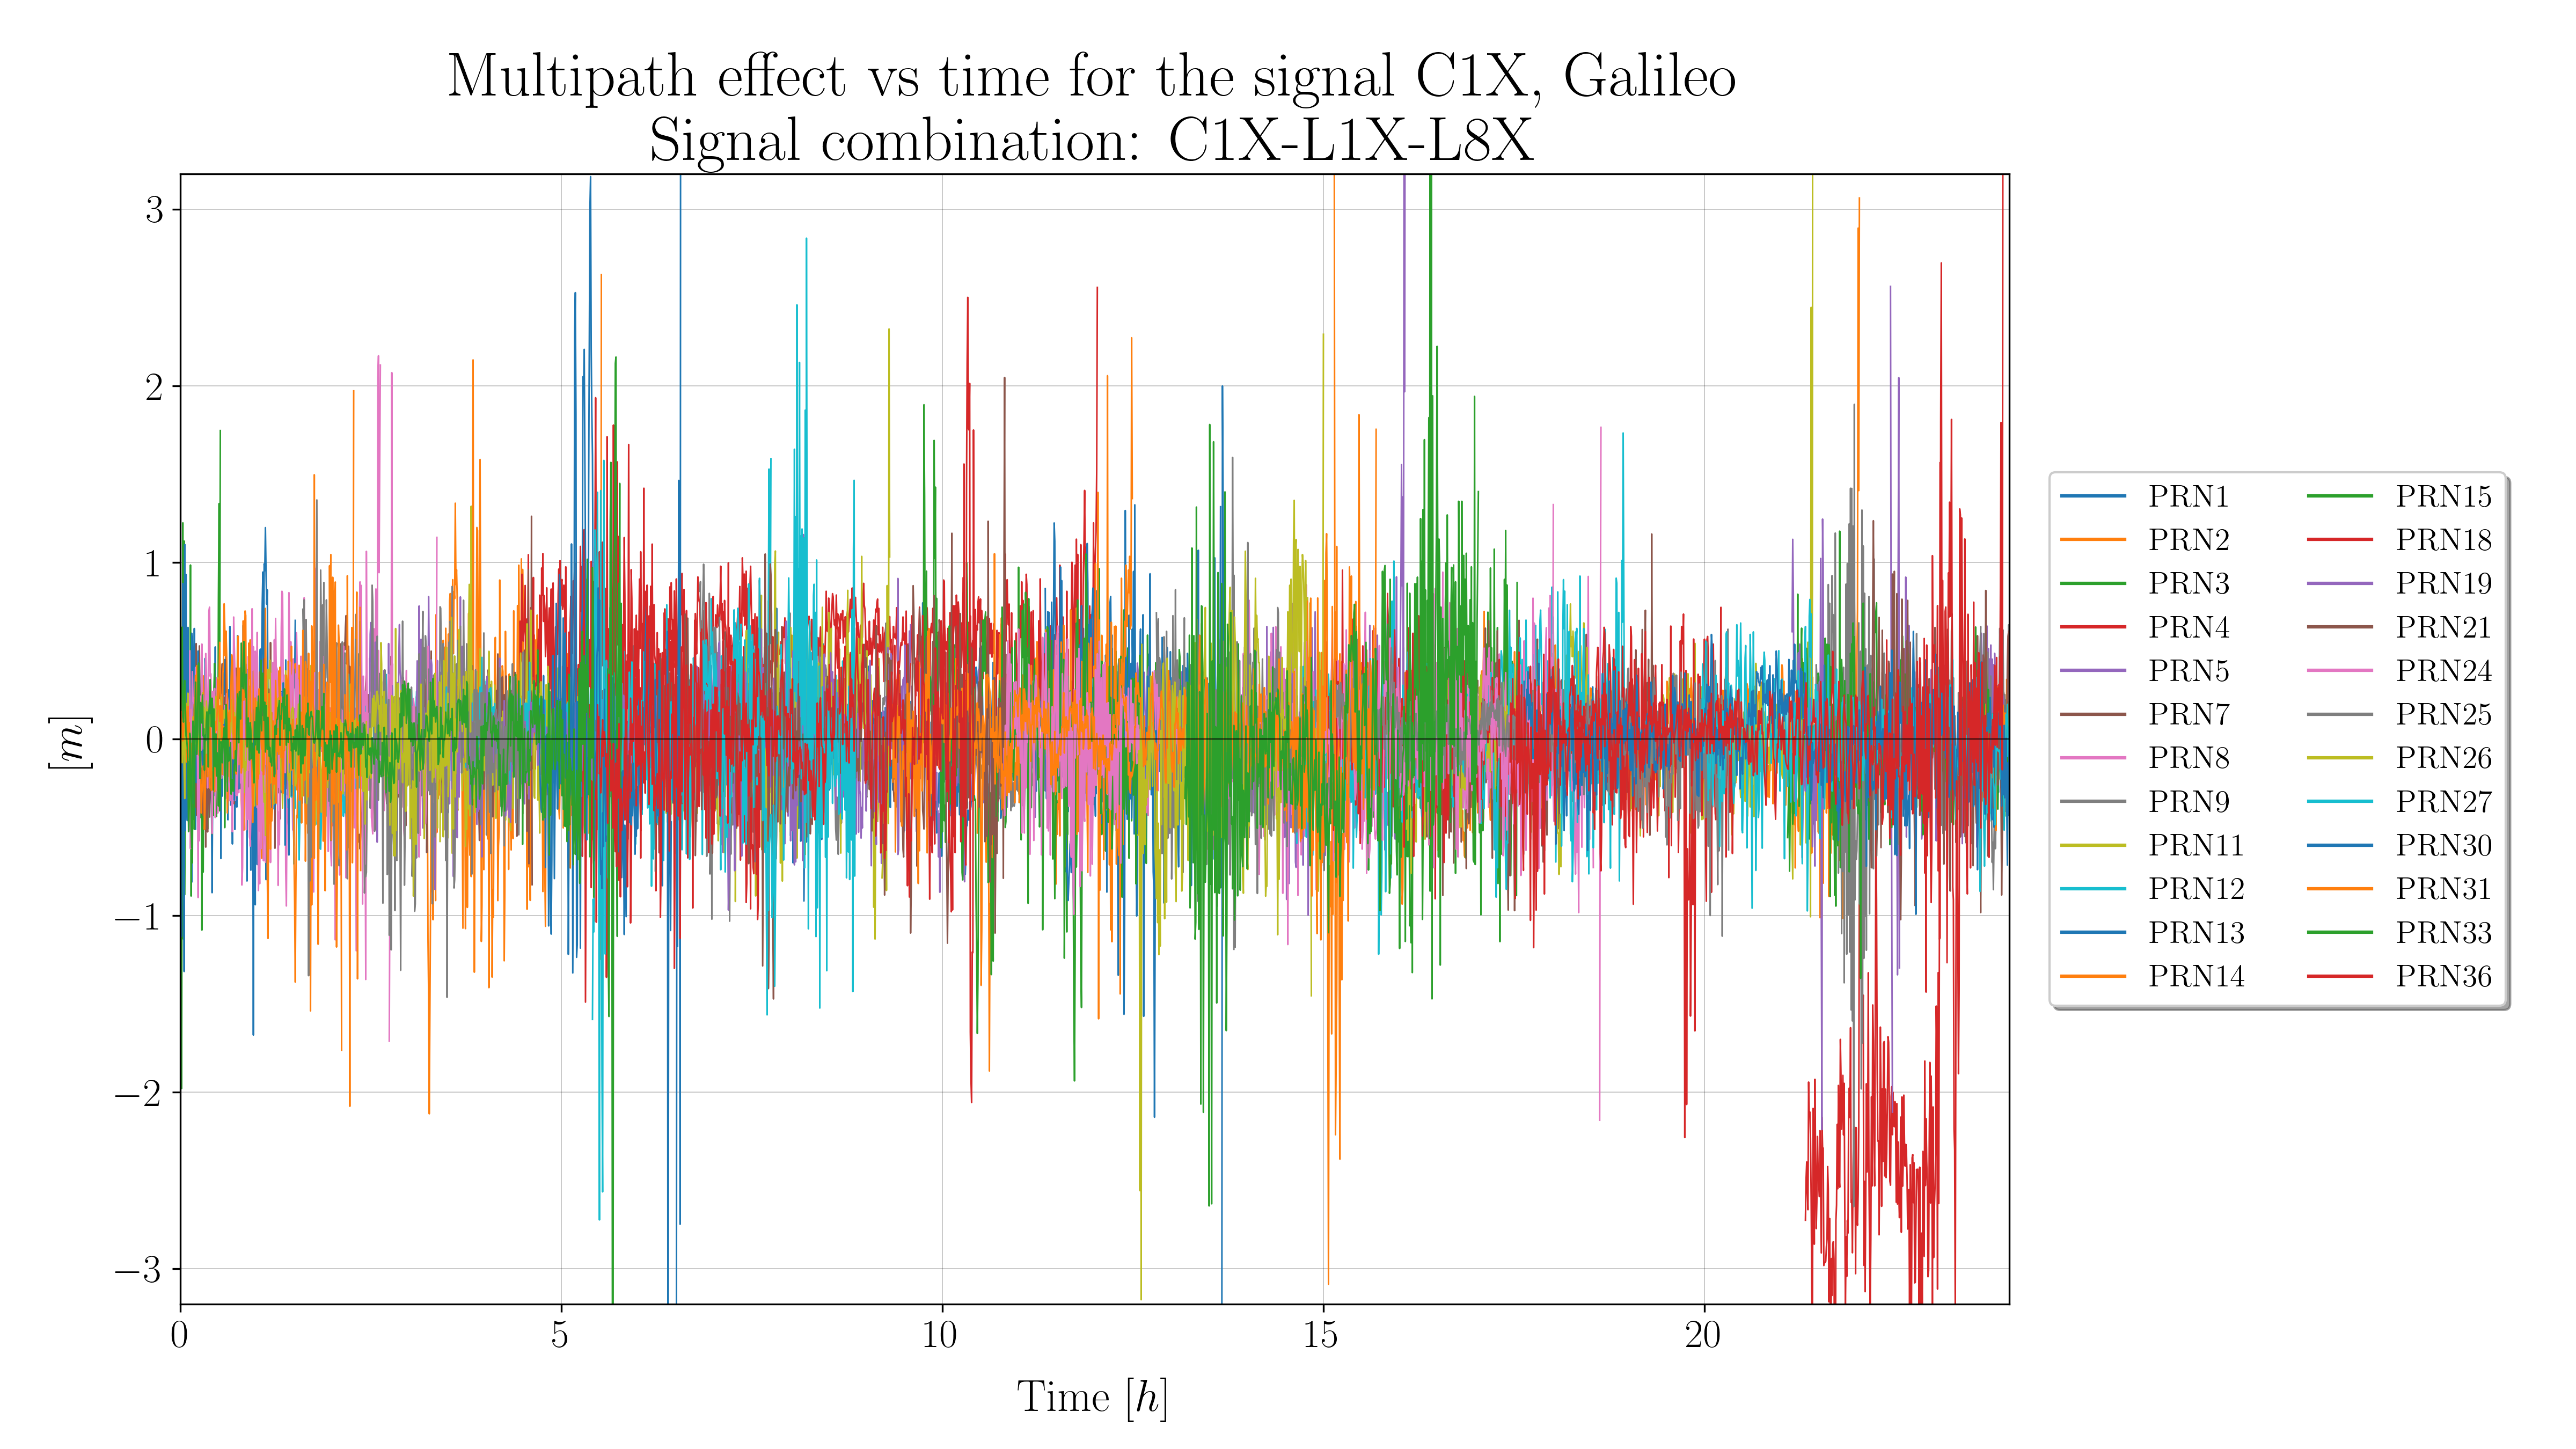 Multipath effect vs time for the signal C1X, Galileo
Signal combination: C1X-L1X-L8X
3
2
1
0
−1
−2
−3
[m]
0 5 10 15 20
Time [h]
PRN1 PRN15
PRN2 PRN18
PRN3 PRN19
PRN4 PRN21
PRN5 PRN24
PRN7 PRN25
PRN8 PRN26
PRN9 PRN27
PRN11 PRN30
PRN12 PRN31
PRN13 PRN33
PRN14 PRN36